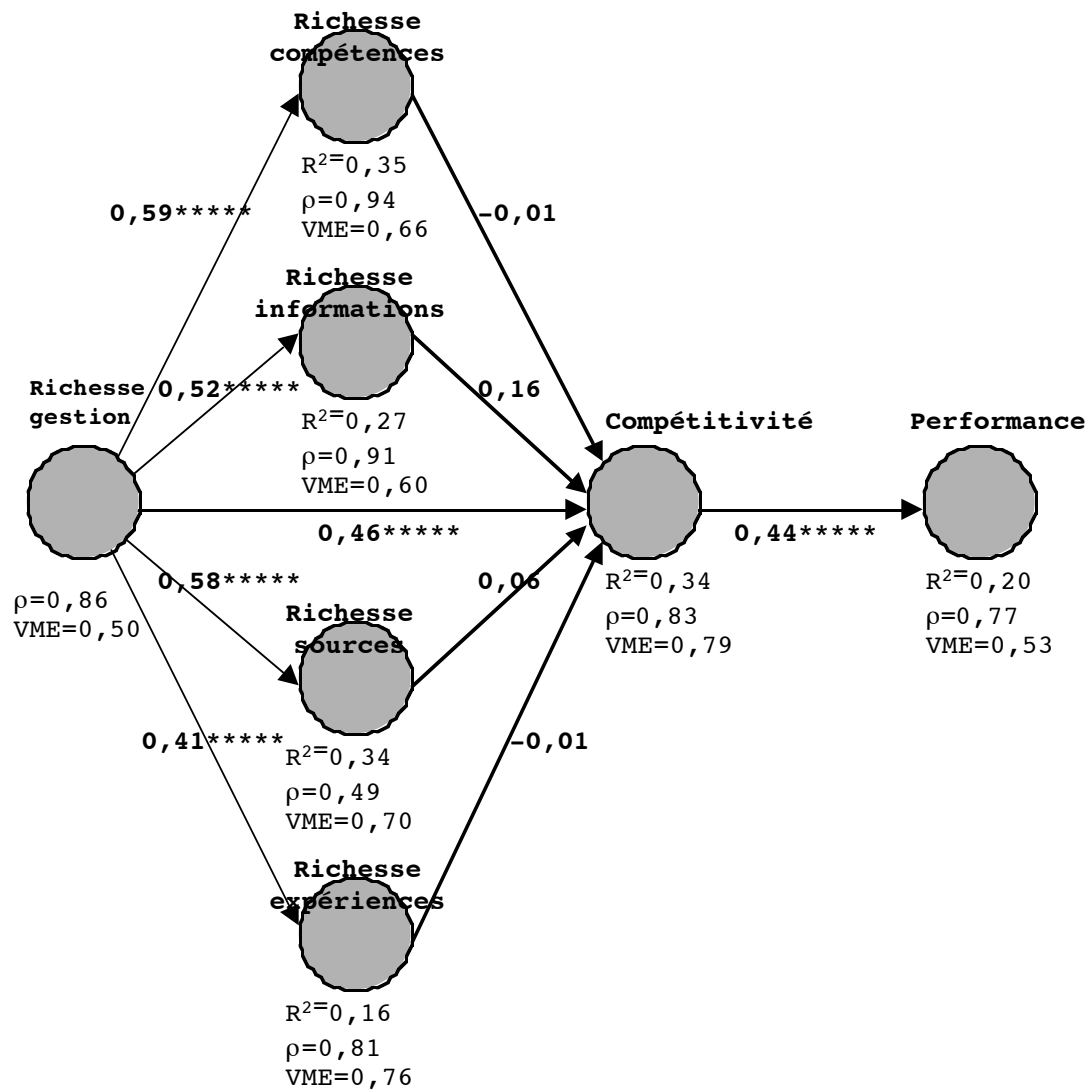 Richesse
compétences
R²=0,35
ρ=0,94
VME=0,66
0,59*****
-0,01
Richesse
informations
R²=0,27
ρ=0,91
VME=0,60
Richesse
gestion
0,52*****
0,16
Compétitivité
Performance
0,46*****
0,44*****
ρ=0,86
VME=0,50
0,58*****
0,06
R²=0,34
ρ=0,83
VME=0,79
R²=0,20
ρ=0,77
VME=0,53
Richesse
sources
R²=0,34
ρ=0,49
VME=0,70
0,41*****
-0,01
Richesse
expériences
R²=0,16
ρ=0,81
VME=0,76